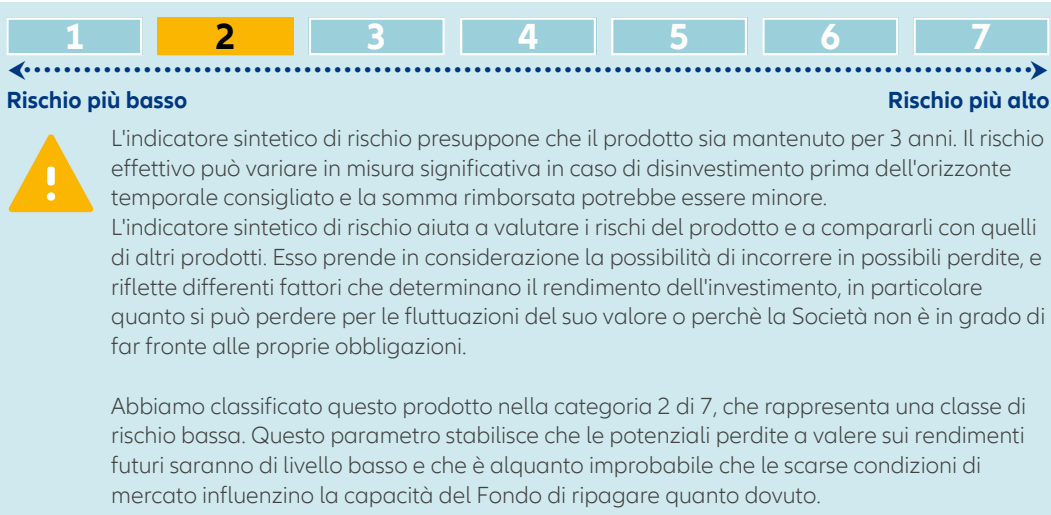 1 2 3 4 5 6 7
Rischio più basso Rischio più alto
L'indicatore sintetico di rischio presuppone che il prodotto sia mantenuto per 3 anni. Il rischio
effettivo può variare in misura significativa in caso di disinvestimento prima dell'orizzonte
temporale consigliato e la somma rimborsata potrebbe essere minore.
L'indicatore sintetico di rischio aiuta a valutare i rischi del prodotto e a compararli con quelli
di altri prodotti. Esso prende in considerazione la possibilità di incorrere in possibili perdite, e
riflette differenti fattori che determinano il rendimento dell'investimento, in particolare
quanto si può perdere per le fluttuazioni del suo valore o perchè la Società non è in grado di
far fronte alle proprie obbligazioni.
Abbiamo classificato questo prodotto nella categoria 2 di 7, che rappresenta una classe di
rischio bassa. Questo parametro stabilisce che le potenziali perdite a valere sui rendimenti
futuri saranno di livello basso e che è alquanto improbabile che le scarse condizioni di
mercato influenzino la capacità del Fondo di ripagare quanto dovuto.